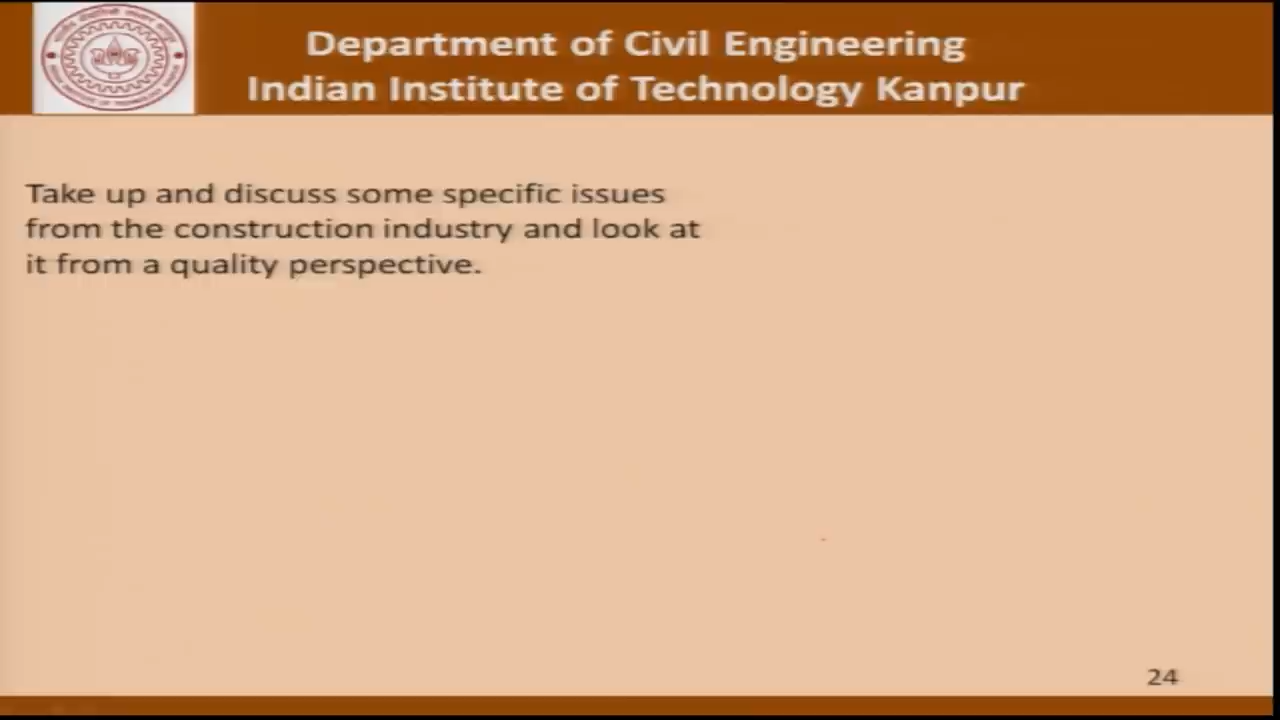 Department of Civil Engineering
Indian Institute of Technology Kanpur
Take up and discuss some specific issues
from the construction industry and look at
it from a quality perspective.
24